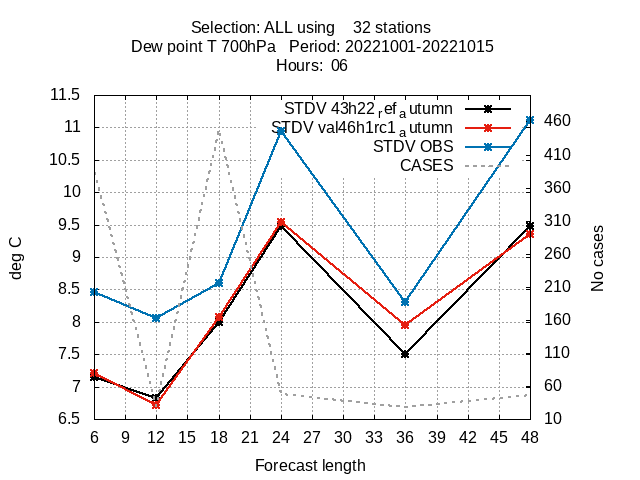 Selection: ALL using    32 stations
Dew point T 700hPa   Period: 20221001-20221015
Hours:  06
STDV 43h22_ref_autumn
STDV val46h1rc1_autumn
STDV OBS
CASES
11.5
11
10.5
10
9.5
9
8.5
8
7.5
7
6.5
deg C
460
410
360
310
260
210
160
110
60
10
No cases
6 9 12 15 18 21 24 27 30 33 36 39 42 45 48
Forecast length